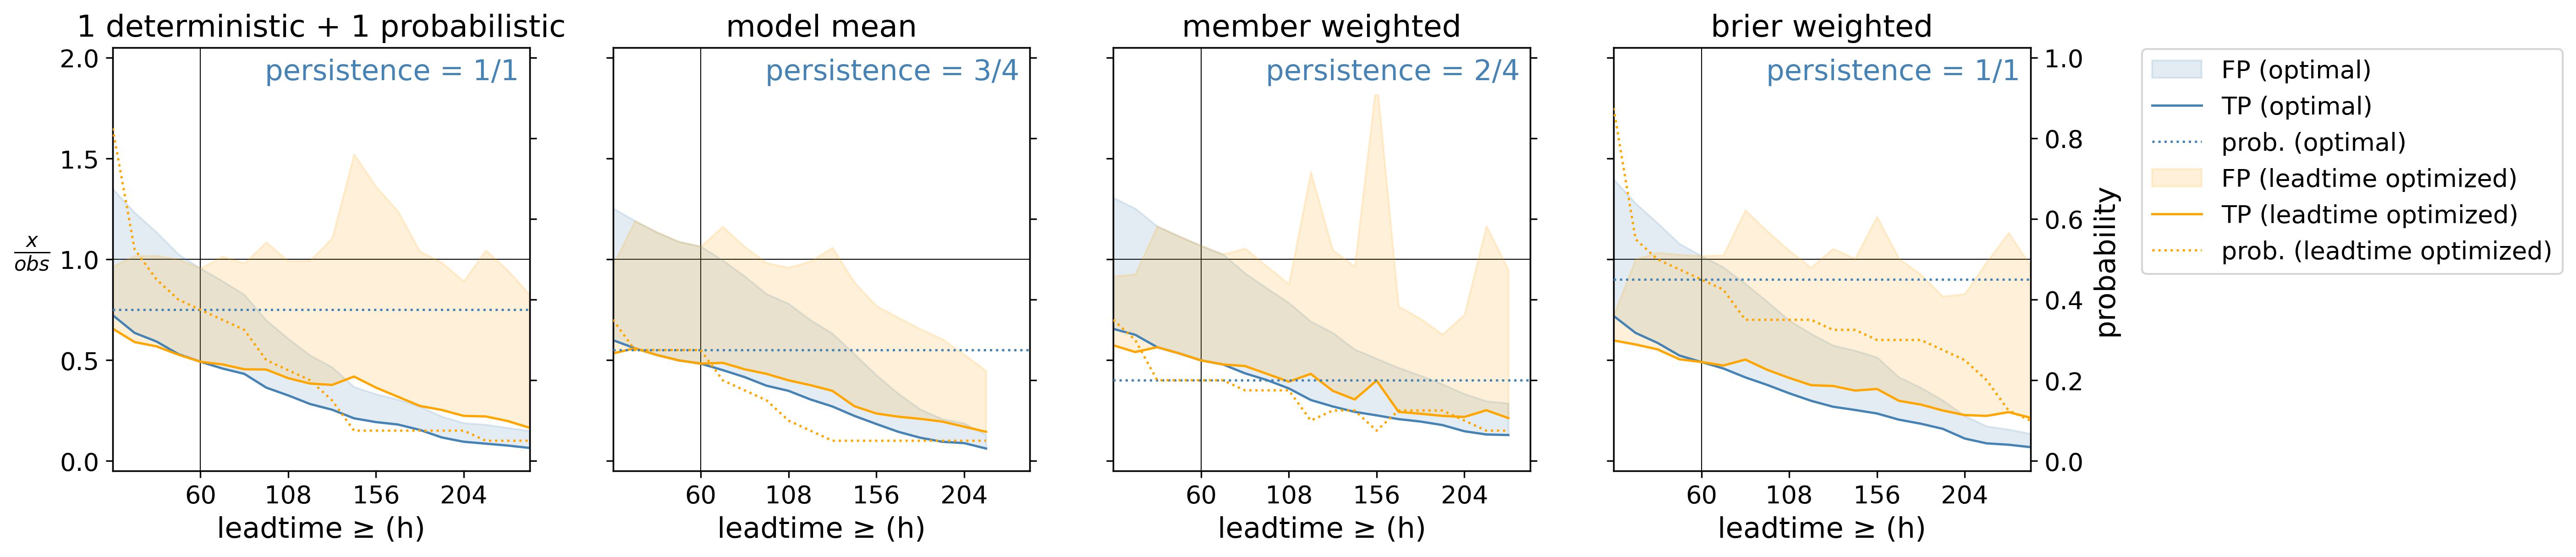 1 deterministic + 1 probabilistic
model mean
member weighted
brier weighted
persistence = 1/1
persistence = 3/4
persistence = 2/4
persistence = 1/1
2.0
1.5
1.0
0.5
0.0
x
obs
60 108 156 204
60 108 156 204
60 108 156 204
60 108 156 204
leadtime ≥ (h)
leadtime ≥ (h)
leadtime ≥ (h)
leadtime ≥ (h)
1.0
0.8
0.6
0.4
0.2
0.0
probability
FP (optimal)
TP (optimal)
prob. (optimal)
FP (leadtime optimized)
TP (leadtime optimized)
prob. (leadtime optimized)